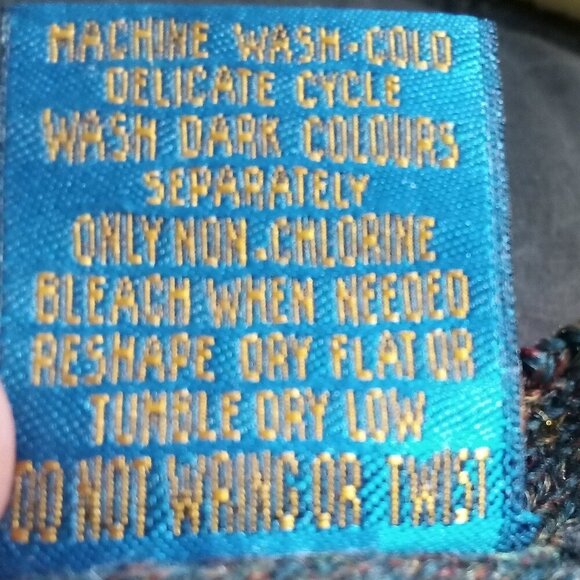 MACHINE WASH-COLD
DELICATE CYCLE
WASH DARK COLOURS
SEPARATELY
ONLY NON-CHLORINE
BLEACH WHEN NEEDED
RESHAPE DRY FLAT OR
TUMBLE DRY LOW
DO NOT WRING OR TWIST